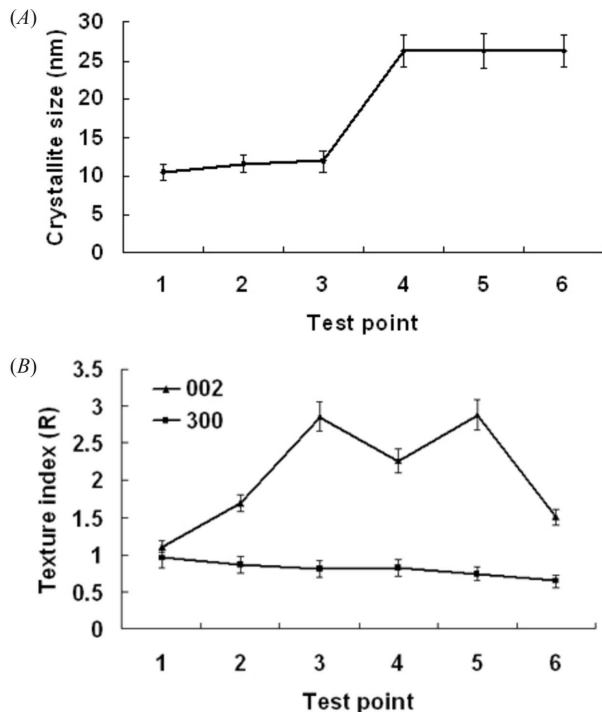 (A)
Crystallite size (nm)
30
25
20
15
10
5
0
1 2 3 4 5 6
Test point
(B)
Texture index (R)
3.5
3
2.5
2
1.5
1
0.5
0
002
300
1 2 3 4 5 6
Test point